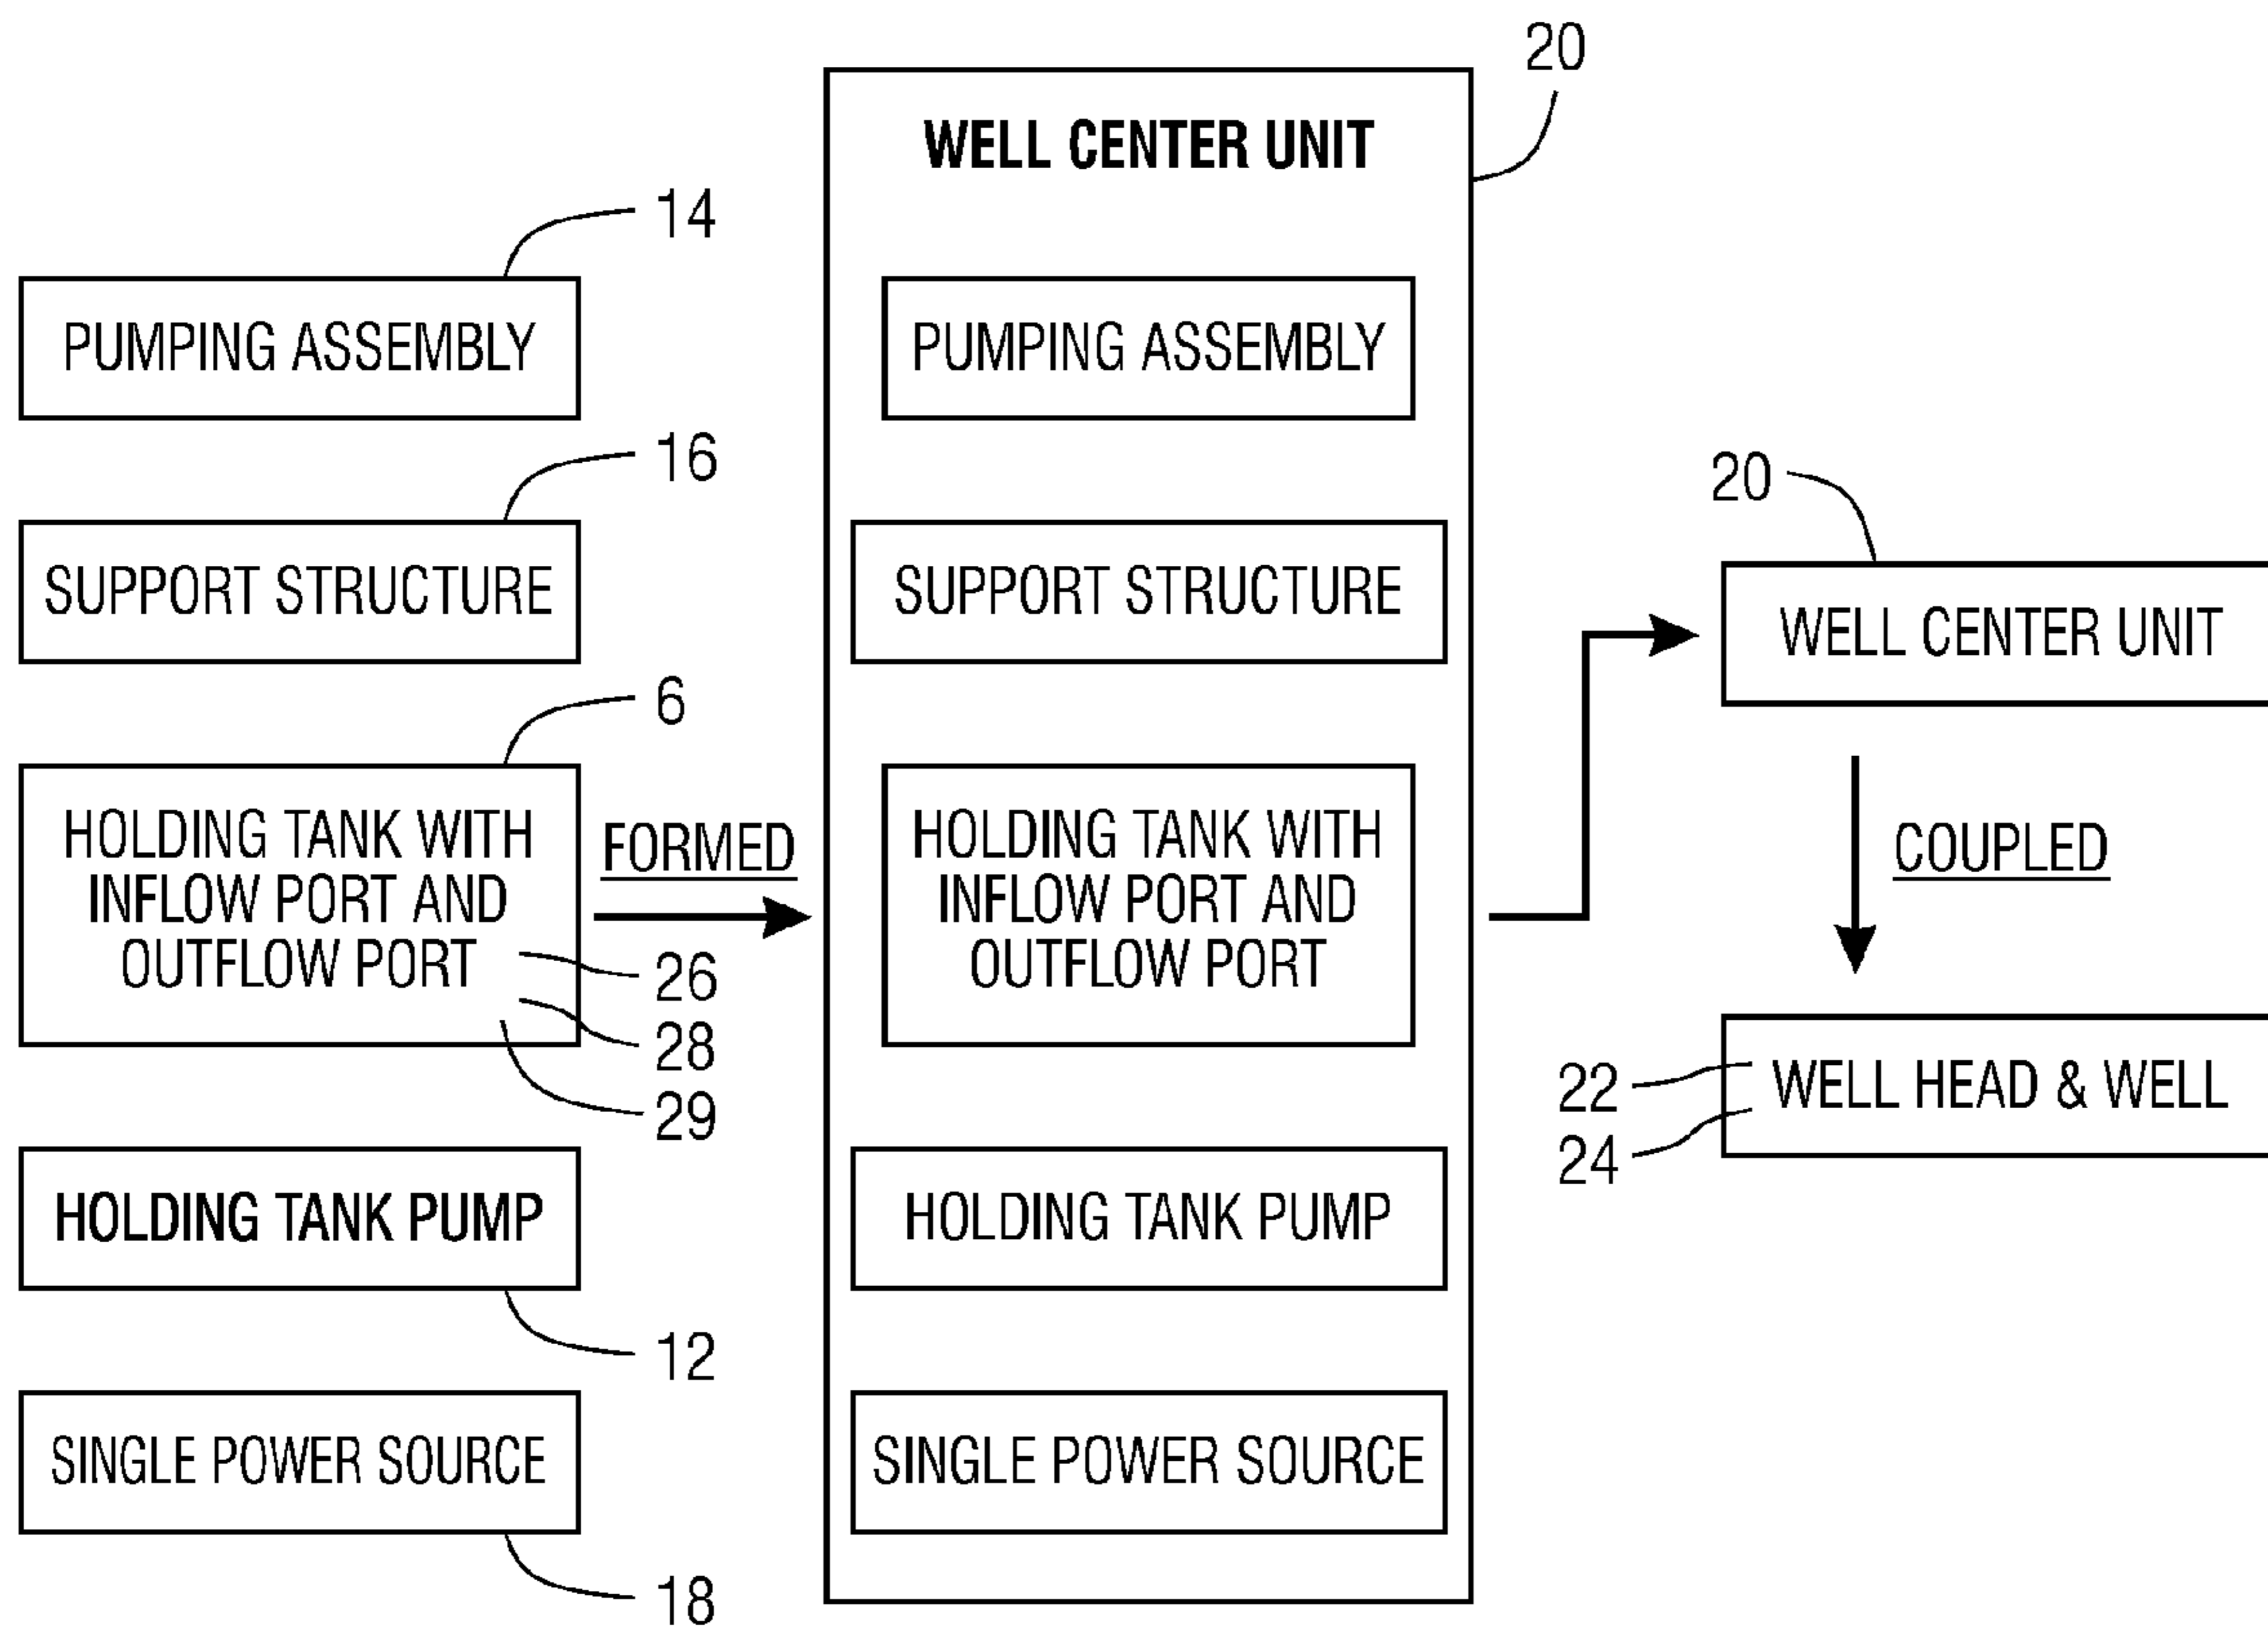 14
PUMPING ASSEMBLY
16
SUPPORT STRUCTURE
6
HOLDING TANK WITH
INFLOW PORT AND
OUTFLOW PORT
26
28
29
HOLDING TANK PUMP
12
SINGLE POWER SOURCE
18
FORMED
20
WELL CENTER UNIT
PUMPING ASSEMBLY
SUPPORT STRUCTURE
HOLDING TANK WITH
INFLOW PORT AND
OUTFLOW PORT
HOLDING TANK PUMP
SINGLE POWER SOURCE
20
WELL CENTER UNIT
COUPLED
22
WELL HEAD & WELL
24